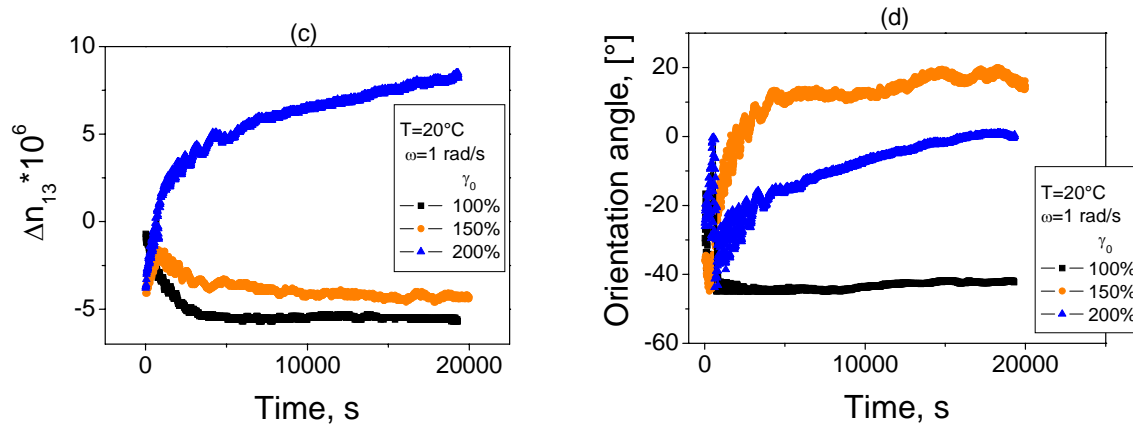 (c)
10
5
0
-5
Δn13*10^6
0
10000
20000
Time, s
T=20°C
ω=1 rad/s
γ0
100%
150%
200%
(d)
20
0
-20
-40
-60
Orientation angle, [°]
0
10000
20000
Time, s
T=20°C
ω=1 rad/s
γ0
100%
150%
200%